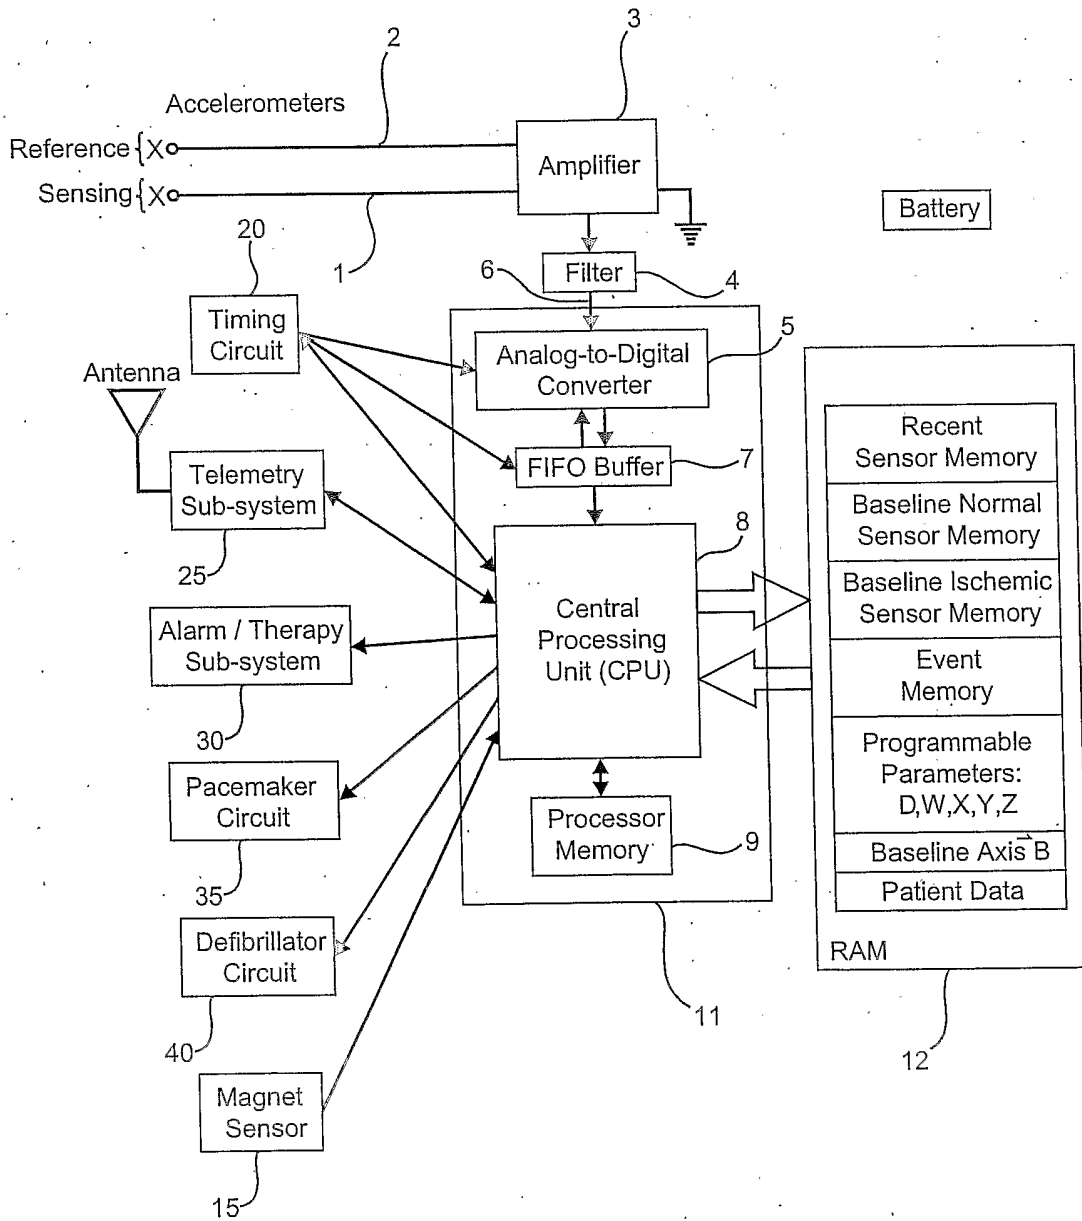 2
3
Accelerometers
Reference { X
Sensing { X
Amplifier
Battery
20
1
6
Filter
4
Timing
Circuit
5
Analog-to-Digital
Converter
Antenna
Recent
Sensor Memory
FIFO Buffer
7
Telemetry
Sub-system
Baseline Normal
Sensor Memory
8
25
Baseline Ischemic
Sensor Memory
Central
Processing
Unit (CPU)
Alarm / Therapy
Sub-system
Event
Memory
30
Programmable
Parameters:
D,W,X,Y,Z
Pacemaker
Circuit
Processor
Memory
9
Baseline Axis B⃗
35
Patient Data
Defibrillator
Circuit
RAM
11
40
12
Magnet
Sensor
15